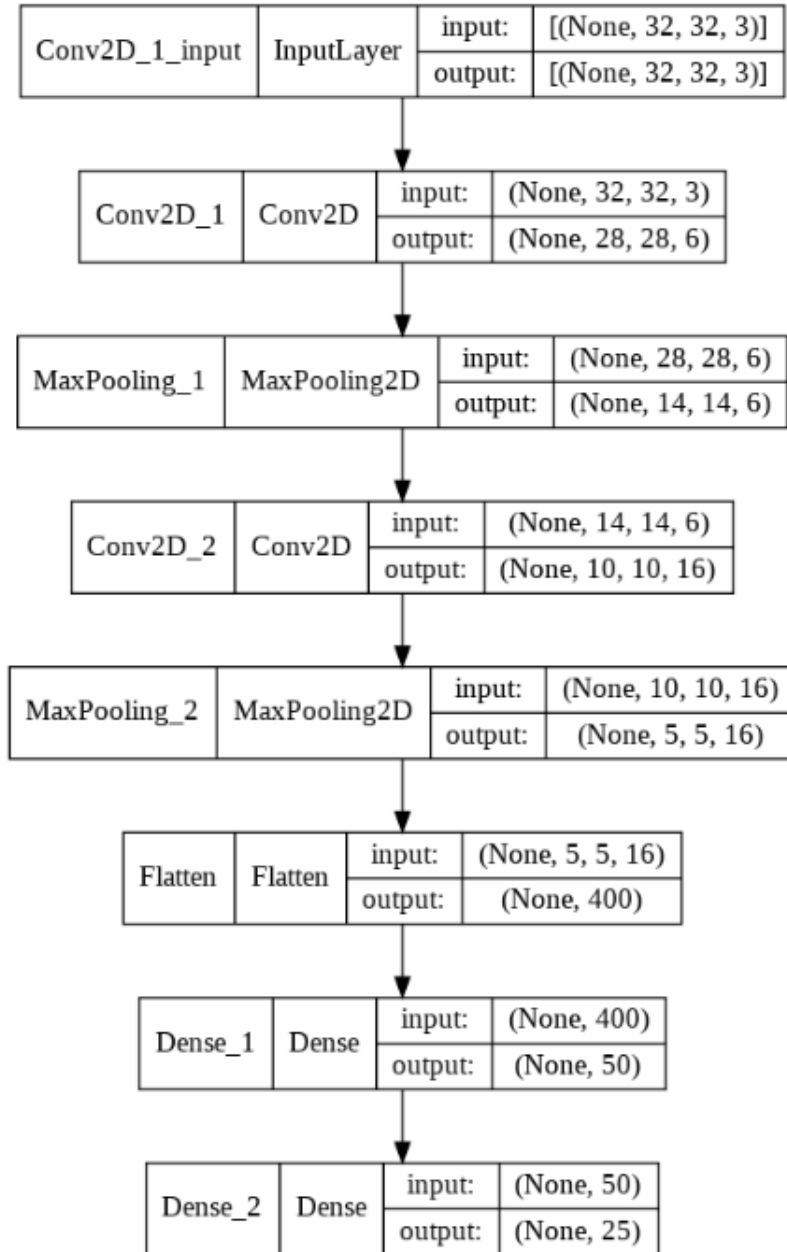 Conv2D_1_input InputLayer input: [(None, 32, 32, 3)]
output: [(None, 32, 32, 3)]
Conv2D_1 Conv2D input: (None, 32, 32, 3)
output: (None, 28, 28, 6)
MaxPooling_1 MaxPooling2D input: (None, 28, 28, 6)
output: (None, 14, 14, 6)
Conv2D_2 Conv2D input: (None, 14, 14, 6)
output: (None, 10, 10, 16)
MaxPooling_2 MaxPooling2D input: (None, 10, 10, 16)
output: (None, 5, 5, 16)
Flatten Flatten input: (None, 5, 5, 16)
output: (None, 400)
Dense_1 Dense input: (None, 400)
output: (None, 50)
Dense_2 Dense input: (None, 50)
output: (None, 25)